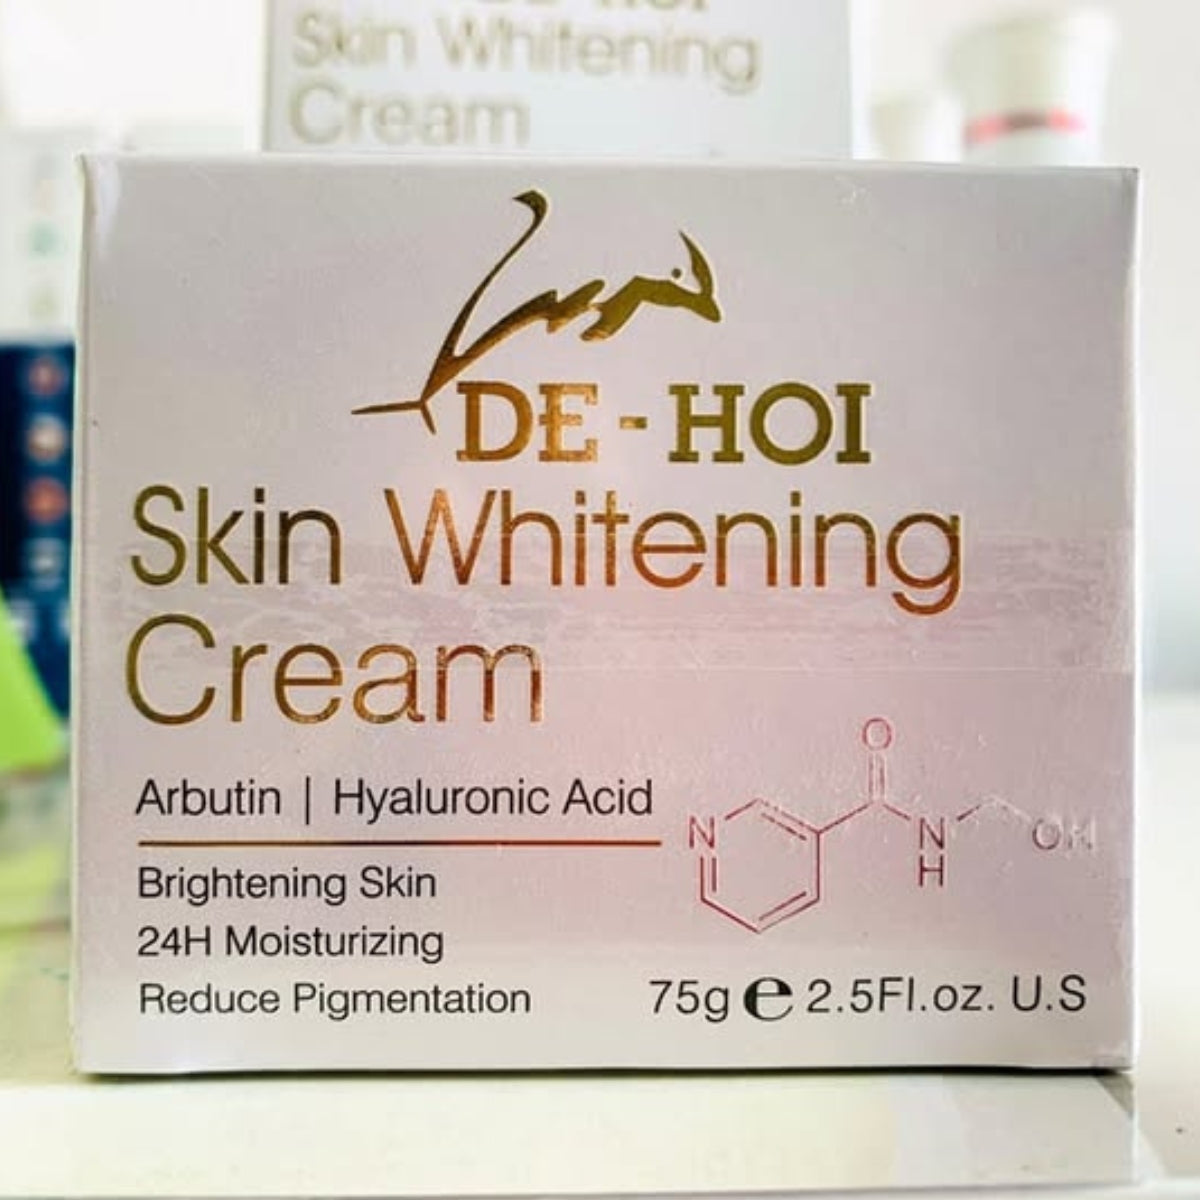 Skin Whitening
Cream
DE-HOI
Skin Whitening
Cream
Arbutin | Hyaluronic Acid
Brightening Skin
24H Moisturizing
Reduce Pigmentation
O
N
N
H
OH
75g ℮ 2.5Fl.oz. U.S